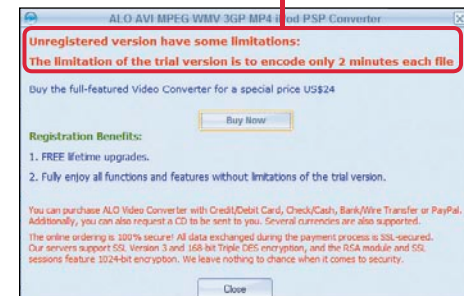 ALO AVI MPEG WMV 3GP MP4 iPod PSP Converter
Unregistered version have some limitations:
The limitation of the trial version is to encode only 2 minutes each file
Buy the full-featured Video Converter for a special price US$24
Buy Now
Registration Benefits:
1. FREE lifetime upgrades.
2. Fully enjoy all functions and features without limitations of the trial version.
You can purchase ALO Video Converter with Credit/Debit Card, Check/Cash, Bank/Wire Transfer or PayPal.
Additionally, you can also request a CD to be sent to you. Several currencies are also supported.
The online ordering is 100% secure! All data exchanged during the payment process is SSL-secured.
Our servers support SSL Version 3 and 168-bit Triple DES encryption, and the RSA module and SSL
sessions feature 1024-bit encryption. We leave nothing to chance when it comes to security.
Close